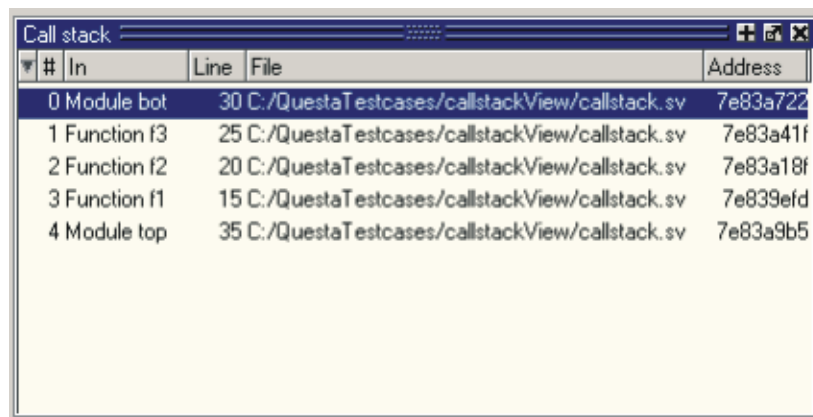 Call stack
# In Line File Address
0 Module bot 30 C:/QuestaTestcases/callstackView/callstack.sv 7e83a722
1 Function f3 25 C:/QuestaTestcases/callstackView/callstack.sv 7e83a41f
2 Function f2 20 C:/QuestaTestcases/callstackView/callstack.sv 7e83a18f
3 Function f1 15 C:/QuestaTestcases/callstackView/callstack.sv 7e839efd
4 Module top 35 C:/QuestaTestcases/callstackView/callstack.sv 7e83a9b5